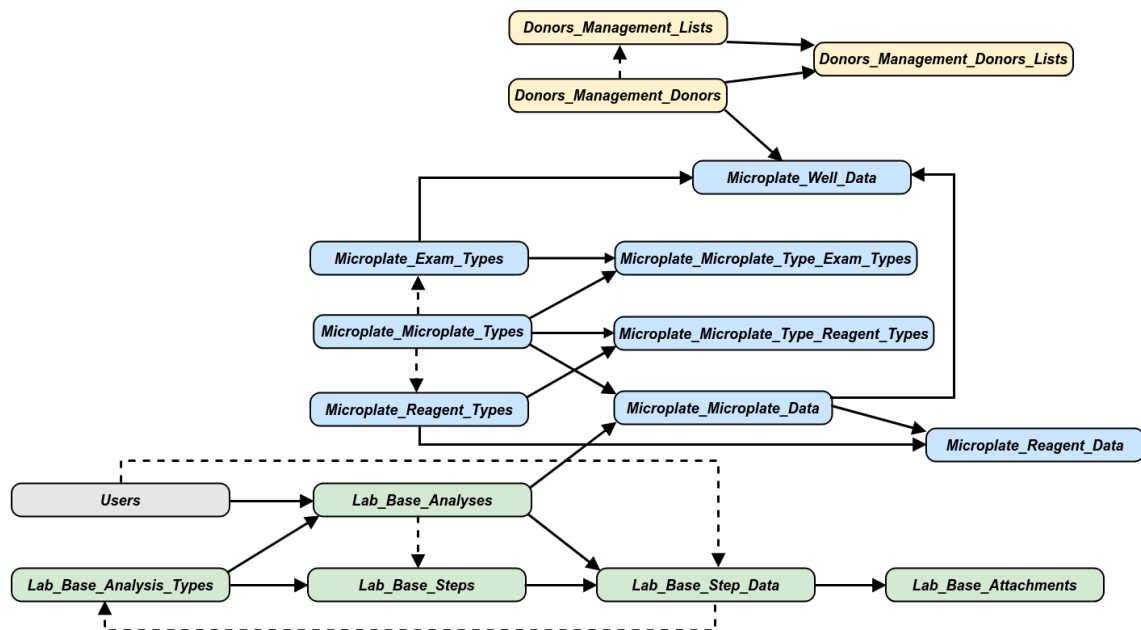 Donors_Management_Lists
Donors_Management_Donors_Lists
Donors_Management_Donors
Microplate_Well_Data
Microplate_Exam_Types
Microplate_Microplate_Type_Exam_Types
Microplate_Microplate_Types
Microplate_Microplate_Type_Reagent_Types
Microplate_Reagent_Types
Microplate_Microplate_Data
Microplate_Reagent_Data
Users
Lab_Base_Analyses
Lab_Base_Analysis_Types
Lab_Base_Steps
Lab_Base_Step_Data
Lab_Base_Attachments